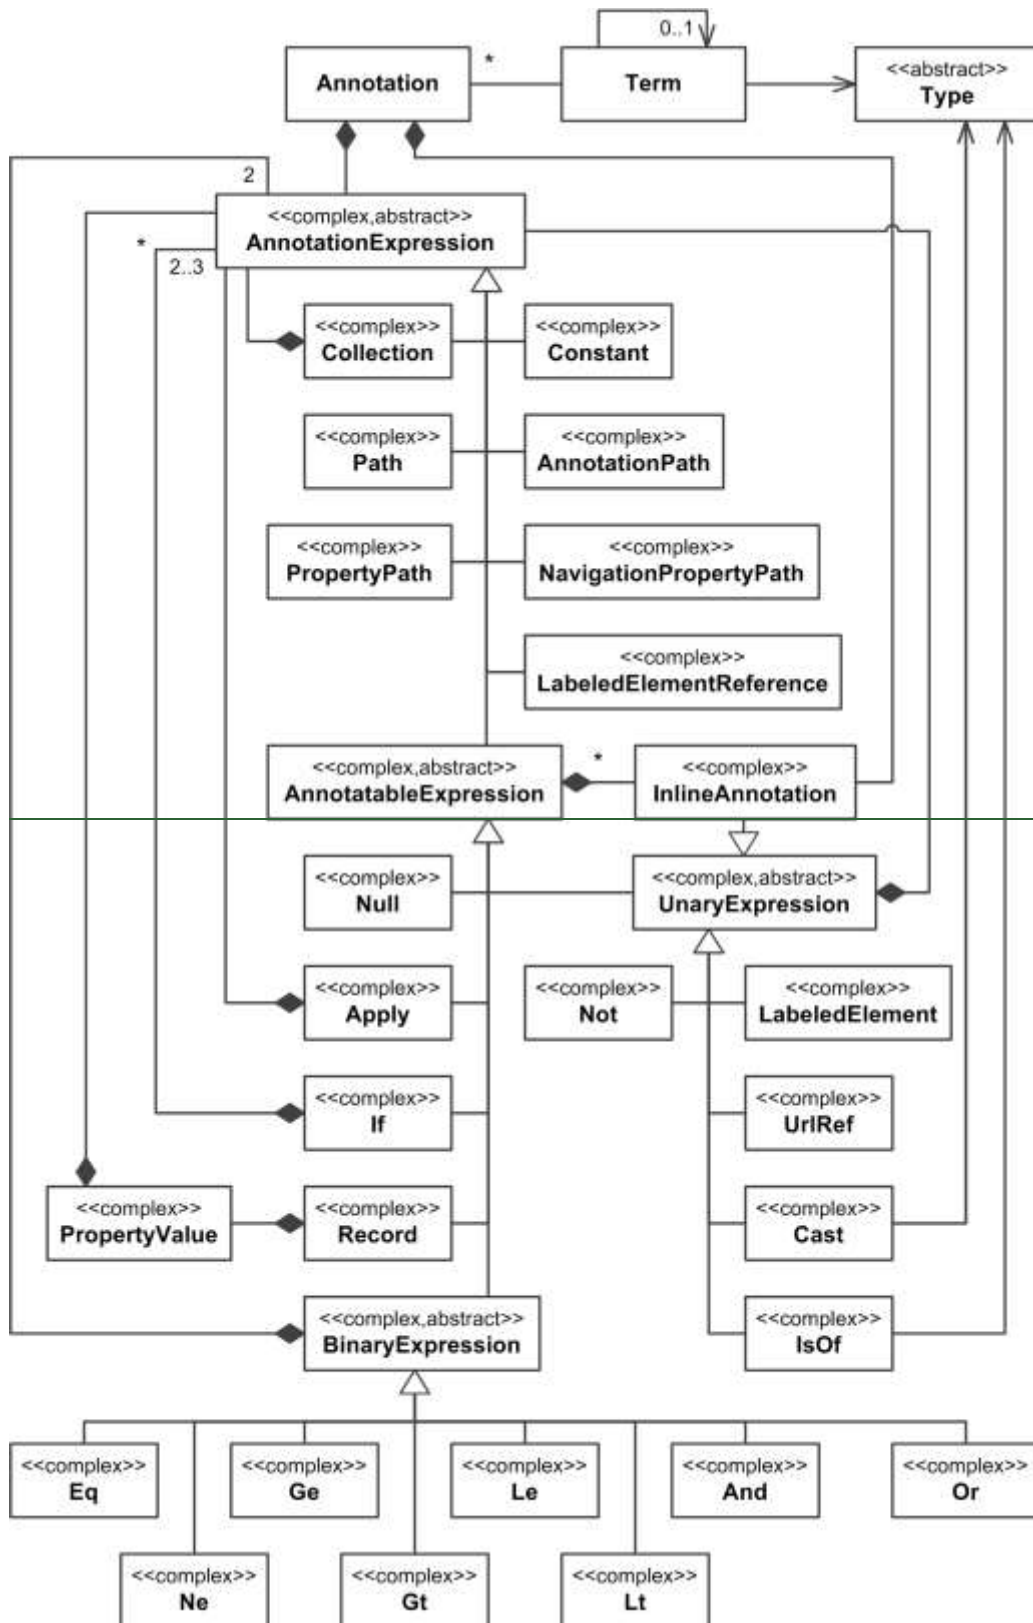 0..1
Annotation
*
Term
<<abstract>>
Type
2
<<complex,abstract>>
AnnotationExpression
*
2..3
<<complex>>
Collection
<<complex>>
Constant
<<complex>>
Path
<<complex>>
AnnotationPath
<<complex>>
PropertyPath
<<complex>>
NavigationPropertyPath
<<complex>>
LabeledElementReference
<<complex,abstract>>
AnnotatableExpression
*
<<complex>>
InlineAnnotation
<<complex>>
Null
<<complex,abstract>>
UnaryExpression
<<complex>>
Apply
<<complex>>
Not
<<complex>>
LabeledElement
<<complex>>
If
<<complex>>
UrlRef
<<complex>>
PropertyValue
<<complex>>
Record
<<complex>>
Cast
<<complex,abstract>>
BinaryExpression
<<complex>>
IsOf
<<complex>>
Eq
<<complex>>
Ge
<<complex>>
Le
<<complex>>
And
<<complex>>
Or
<<complex>>
Ne
<<complex>>
Gt
<<complex>>
Lt